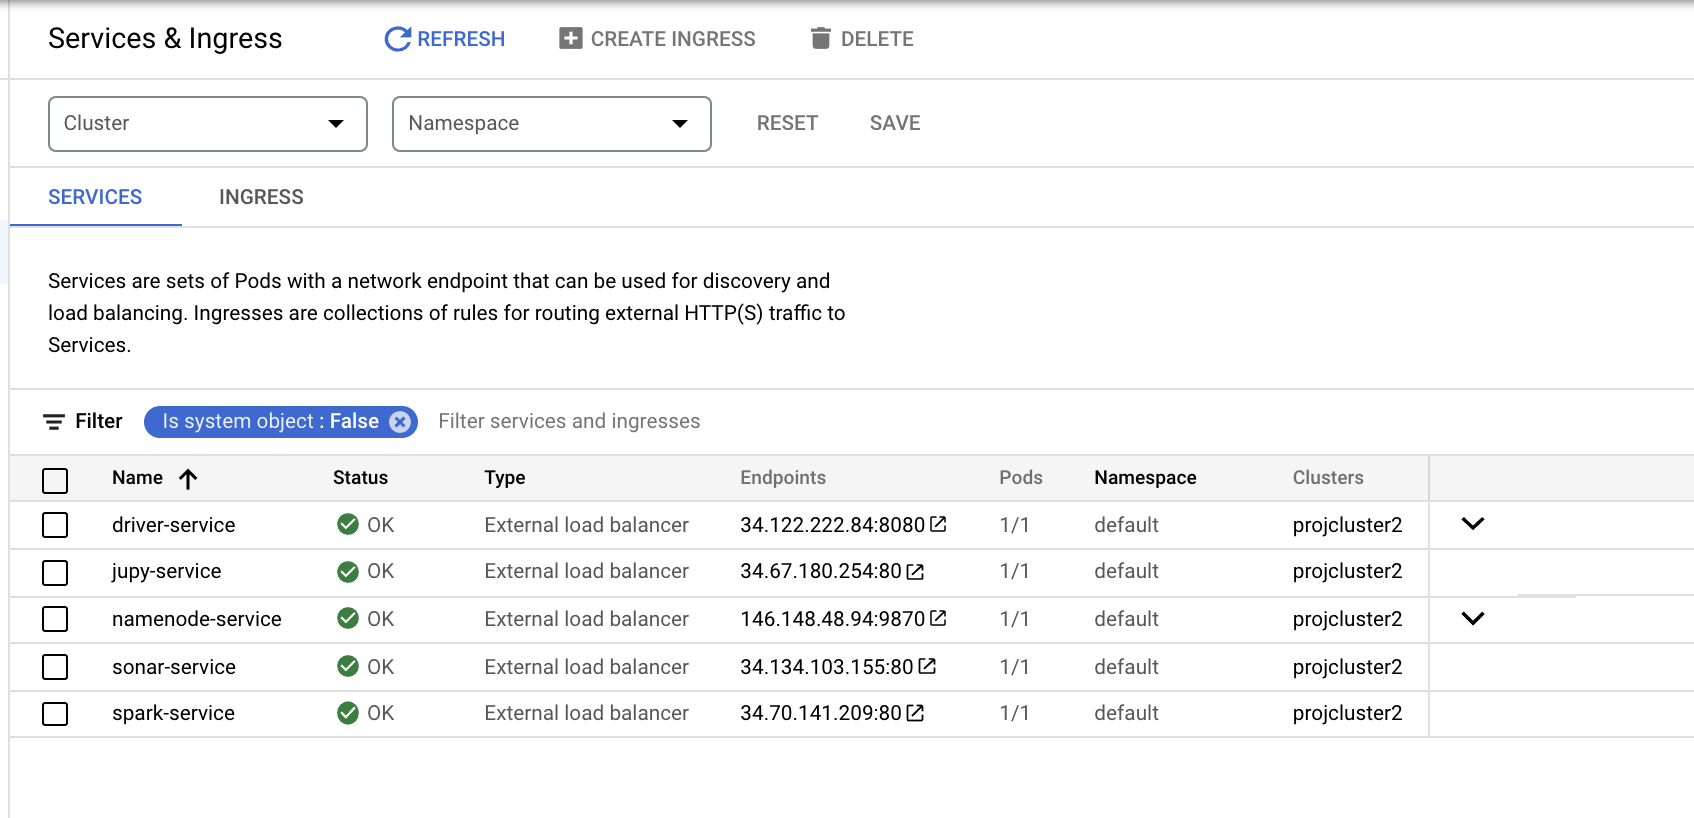 Services & Ingress REFRESH CREATE INGRESS DELETE
Cluster Namespace RESET SAVE
SERVICES INGRESS
Services are sets of Pods with a network endpoint that can be used for discovery and
load balancing. Ingresses are collections of rules for routing external HTTP(S) traffic to
Services.
Filter Is system object : False Filter services and ingresses
Name Status Type Endpoints Pods Namespace Clusters
driver-service OK External load balancer 34.122.222.84:8080 1/1 default projcluster2
jupy-service OK External load balancer 34.67.180.254:80 1/1 default projcluster2
namenode-service OK External load balancer 146.148.48.94:9870 1/1 default projcluster2
sonar-service OK External load balancer 34.134.103.155:80 1/1 default projcluster2
spark-service OK External load balancer 34.70.141.209:80 1/1 default projcluster2